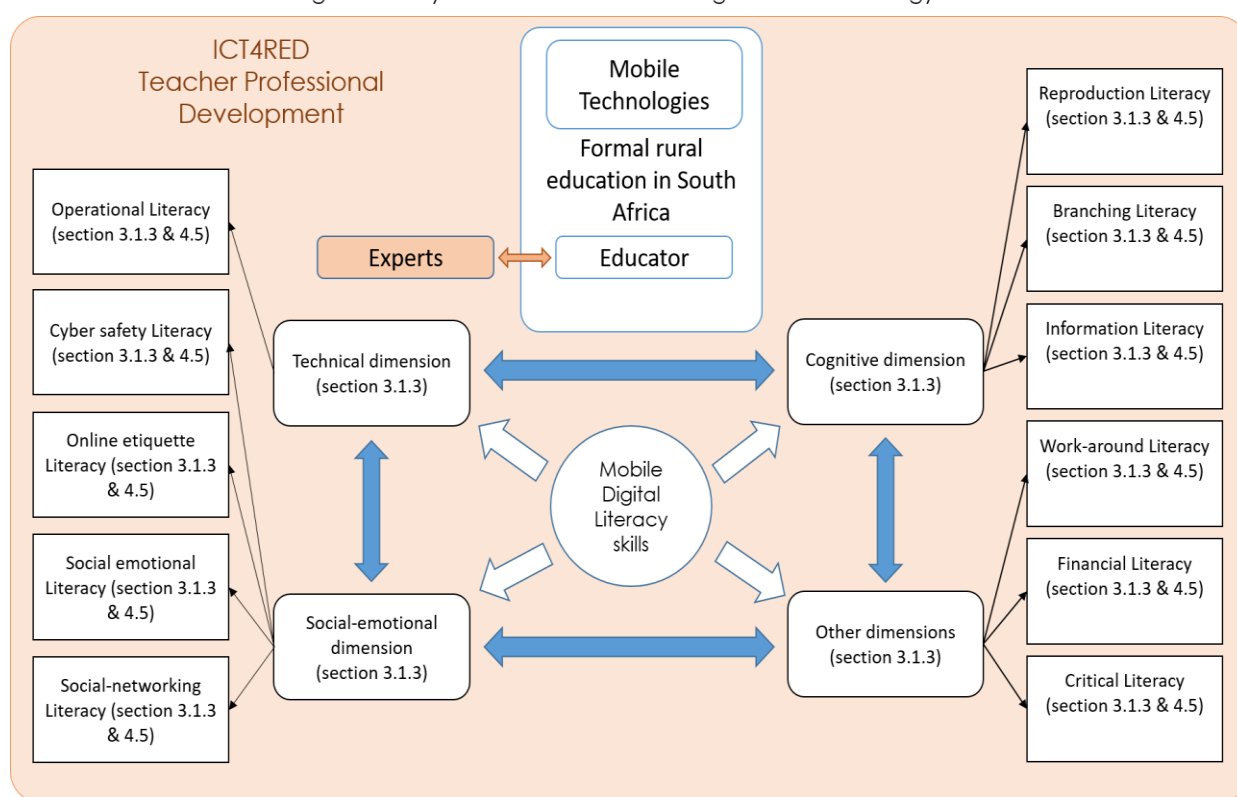 ICT4RED
Teacher Professional
Development
Mobile
Technologies
Formal rural
education in South
Africa
Experts
Educator
Operational Literacy
(section 3.1.3 & 4.5)
Cyber safety Literacy
(section 3.1.3 & 4.5)
Online etiquette
Literacy (section 3.1.3
& 4.5)
Social emotional
Literacy (section 3.1.3
& 4.5)
Social-networking
Literacy (section 3.1.3
& 4.5)
Technical dimension
(section 3.1.3)
Social-emotional
dimension
(section 3.1.3)
Mobile
Digital
Literacy
skills
Cognitive dimension
(section 3.1.3)
Other dimensions
(section 3.1.3)
Reproduction Literacy
(section 3.1.3 & 4.5)
Branching Literacy
(section 3.1.3 & 4.5)
Information Literacy
(section 3.1.3 & 4.5)
Work-around Literacy
(section 3.1.3 & 4.5)
Financial Literacy
(section 3.1.3 & 4.5)
Critical Literacy
(section 3.1.3 & 4.5)